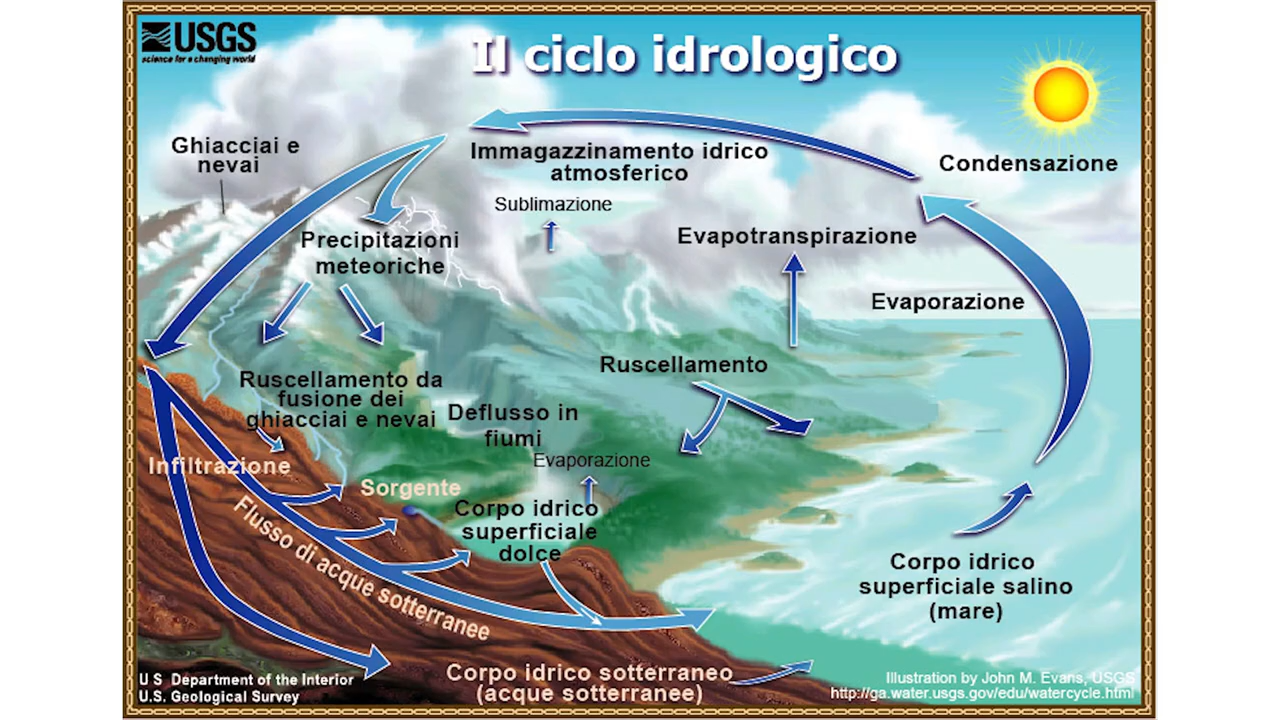 USGS
science for a changing world
Il ciclo idrologico
Ghiacciai e
nevai
Immagazzinamento idrico
atmosferico
Condensazione
Sublimazione
Precipitazioni
meteoriche
Evapotranspirazione
Evaporazione
Ruscellamento
Ruscellamento da
fusione dei
ghiacciai e nevai
Deflusso in
fiumi
Evaporazione
Infiltrazione
Sorgente
Flusso di acque sotterranee
Corpo idrico
superficiale
dolce
Corpo idrico
superficiale salino
(mare)
Corpo idrico sotterraneo
(acque sotterranee)
U S Department of the Interior
U.S. Geological Survey
Illustration by John M. Evans, USGS
http://ga.water.usgs.gov/edu/watercycle.html